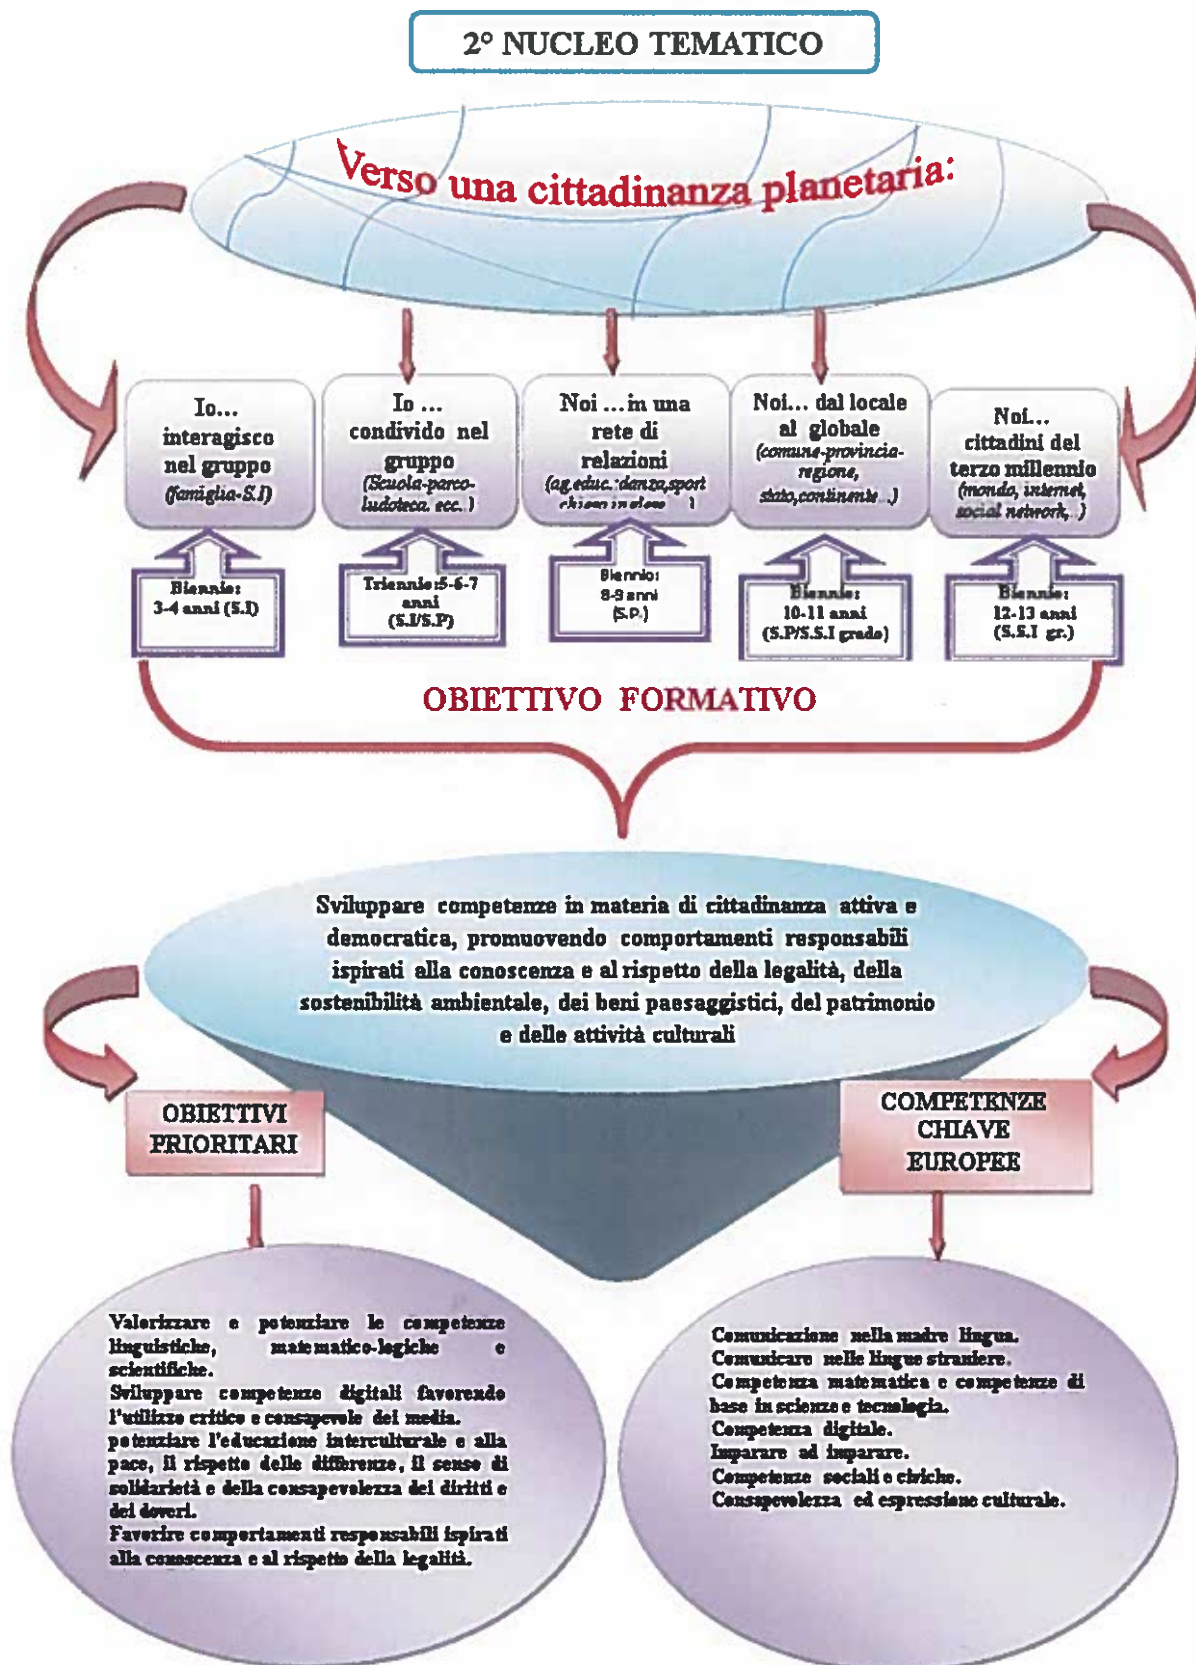 2° NUCLEO TEMATICO
Verso una cittadinanza planetaria:
Io...
interagisco
nel gruppo
(famiglia-S.I)
Io ...
condivido nel
gruppo
(Scuola-parco-
ludoteca. ecc..)
Noi ...in una
rete di
relazioni
(ag.educ.:danza,sport
)
Noi... dal locale
al globale
(comune-provincia-
regione,
stato,continente...)
Noi...
cittadini del
terzo millennio
(mondo, internet,
social network,..)
Biennio:
3-4 anni (S.I)
Triennio:5-6-7
anni
(S.I/S.P)
Biennio:
8-9 anni
(S.P.)
Biennio:
10-11 anni
(S.P/S.S.I grado)
Biennio:
12-13 anni
(S.S.I gr.)
OBIETTIVO FORMATIVO
Sviluppare competenze in materia di cittadinanza attiva e
democratica, promuovendo comportamenti responsabili
ispirati alla conoscenza e al rispetto della legalità, della
sostenibilità ambientale, dei beni paesaggistici, del patrimonio
e delle attività culturali
OBIETTIVI
PRIORITARI
COMPETENZE
CHIAVE
EUROPEE
Valorizzare e potenziare le competenze
linguistiche, matematico-logiche e
scientifiche.
Sviluppare competenze digitali favorendo
l'utilizzo critico e consapevole dei media.
potenziare l'educazione interculturale e alla
pace, il rispetto delle differenze, il senso di
solidarietà e della consapevolezza dei diritti e
dei doveri.
Favorire comportamenti responsabili ispirati
alla conoscenza e al rispetto della legalità.
Comunicazione nella madre lingua.
Comunicare nelle lingue straniere.
Competenza matematica e competenze di
base in scienze e tecnologia.
Competenza digitale.
Imparare ad imparare.
Competenze sociali e civiche.
Consapevolezza ed espressione culturale.